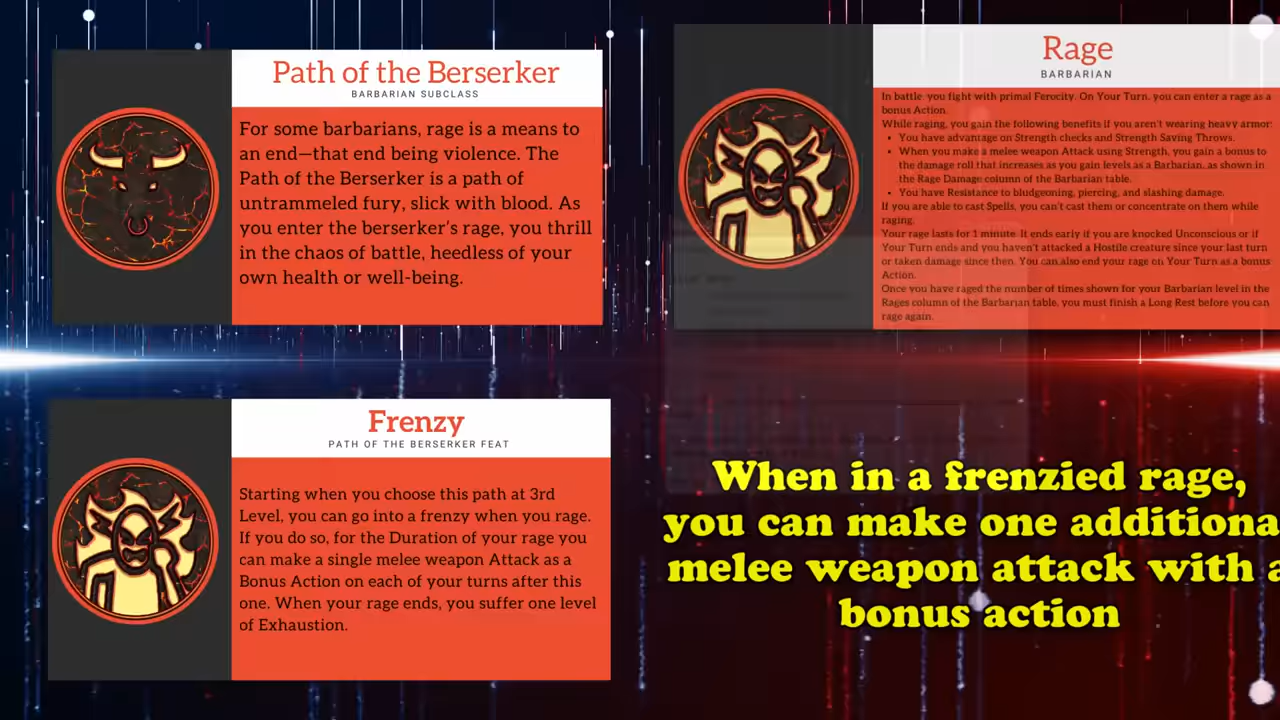 Path of the Berserker
BARBARIAN SUBCLASS
For some barbarians, rage is a means to
an end—that end being violence. The
Path of the Berserker is a path of
untrammeled fury, slick with blood. As
you enter the berserker's rage, you thrill
in the chaos of battle, heedless of your
own health or well-being.
Rage
BARBARIAN
In battle, you fight with primal Ferocity. On Your Turn, you can enter a rage as a
bonus Action.
While raging, you gain the following benefits if you aren't wearing heavy armor:
• You have advantage on Strength checks and Strength Saving Throws.
• When you make a melee weapon Attack using Strength, you gain a bonus to
the damage roll that increases as you gain levels as a Barbarian, as shown in
the Rage Damage column of the Barbarian table.
• You have Resistance to bludgeoning, piercing, and slashing damage.
If you are able to cast Spells, you can't cast them or concentrate on them while
raging.
Your rage lasts for 1 minute. It ends early if you are knocked Unconscious or if
Your Turn ends and you haven't attacked a Hostile creature since your last turn
or taken damage since then. You can also end your rage on Your Turn as a bonus
Action.
Once you have raged the number of times shown for your Barbarian level in the
Rages column of the Barbarian table, you must finish a Long Rest before you can
rage again.
Frenzy
PATH OF THE BERSERKER FEAT
Starting when you choose this path at 3rd
Level, you can go into a frenzy when you rage.
If you do so, for the Duration of your rage you
can make a single melee weapon Attack as a
Bonus Action on each of your turns after this
one. When your rage ends, you suffer one level
of Exhaustion.
When in a frenzied rage,
you can make one additiona
melee weapon attack with a
bonus action